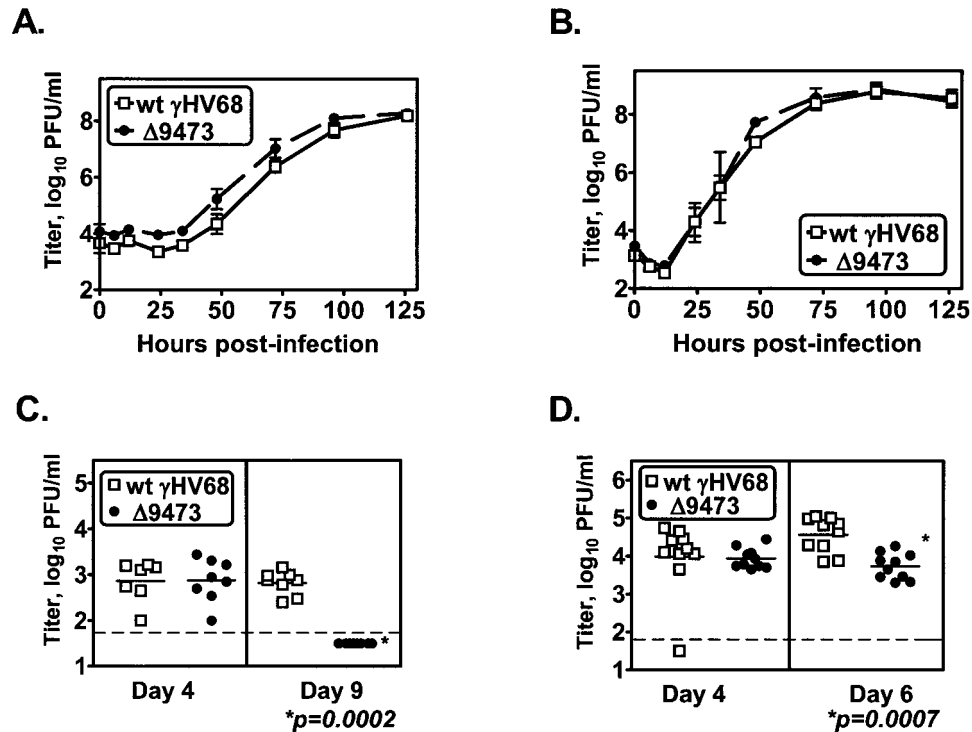 A.
Titer, log10 PFU/ml
8
6
4
2
wt γHV68
Δ9473
0 25 50 75 100 125
Hours post-infection
B.
Titer, log10 PFU/ml
8
6
4
2
wt γHV68
Δ9473
0 25 50 75 100 125
Hours post-infection
C.
Titer, log10 PFU/ml
5
4
3
2
1
wt γHV68
Δ9473
*
Day 4 Day 9
*p=0.0002
D.
Titer, log10 PFU/ml
6
5
4
3
2
1
wt γHV68
Δ9473
*
Day 4 Day 6
*p=0.0007